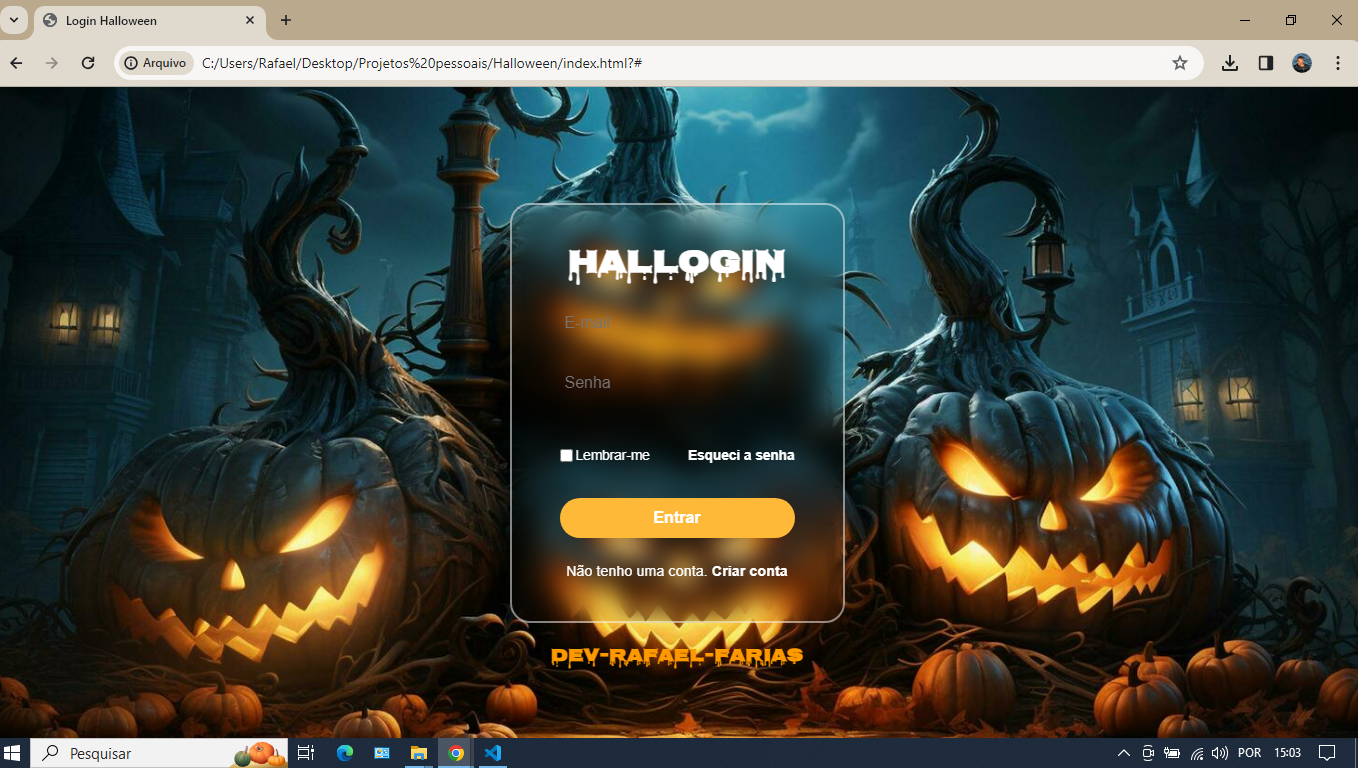 Login Halloween
Arquivo
C:/Users/Rafael/Desktop/Projetos%20pessoais/Halloween/index.html?#
HALLOGIN
E-mail
Senha
Lembrar-me
Esqueci a senha
Entrar
Não tenho uma conta. Criar conta
DEV-RAFAEL-FARIAS
Pesquisar
POR
15:03